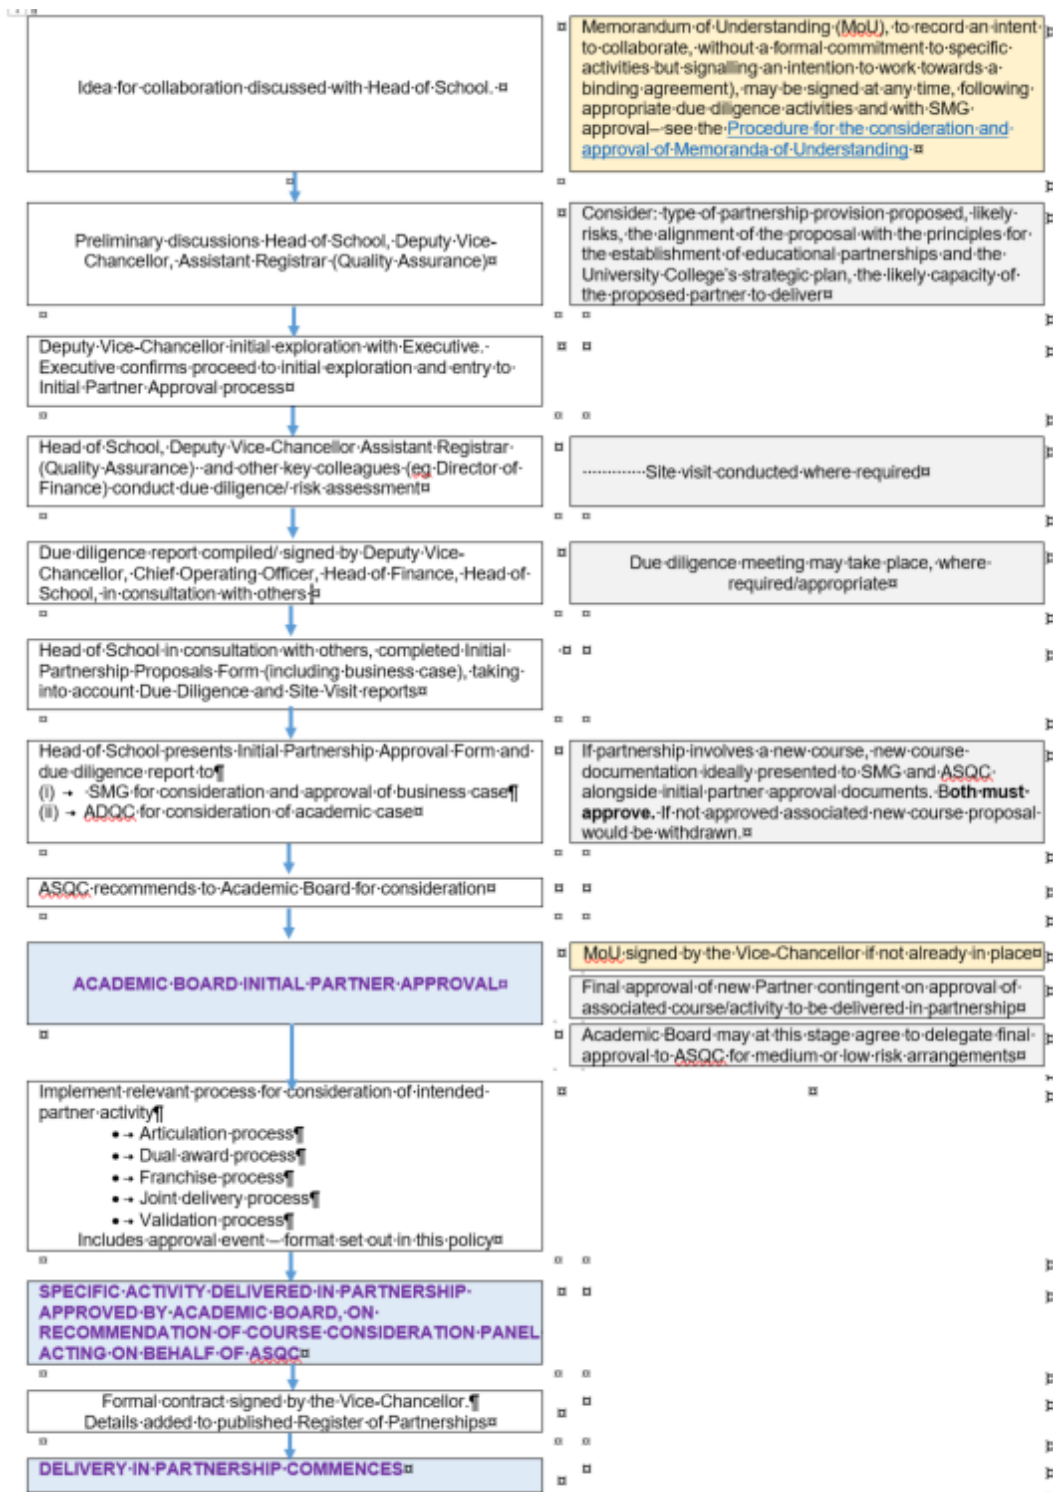 Idea for collaboration discussed with Head of School.
Memorandum of Understanding (MoU), to record an intent
to collaborate, without a formal commitment to specific
activities but signalling an intention to work towards a
binding agreement), may be signed at any time, following
appropriate due diligence activities and with SMG
approval– see the Procedure for the consideration and
approval of Memoranda of Understanding
Preliminary discussions Head of School, Deputy Vice-
Chancellor, Assistant Registrar (Quality Assurance)
Consider: type of partnership provision proposed, likely
risks, the alignment of the proposal with the principles for
the establishment of educational partnerships and the
University College's strategic plan, the likely capacity of
the proposed partner to deliver
Deputy Vice-Chancellor initial exploration with Executive.
Executive confirms proceed to initial exploration and entry to
Initial Partner Approval process
Head of School, Deputy Vice-Chancellor Assistant Registrar
(Quality Assurance) and other key colleagues (eg Director of
Finance) conduct due diligence/ risk assessment
Site visit conducted where required
Due diligence report compiled/ signed by Deputy Vice-
Chancellor, Chief Operating Officer, Head of Finance, Head of
School, in consultation with others
Due diligence meeting may take place, where
required/appropriate
Head of School in consultation with others, completed Initial
Partnership Proposals Form (including business case), taking
into account Due Diligence and Site Visit reports
Head of School presents Initial Partnership Approval Form and
due diligence report to
(i) SMG for consideration and approval of business case
(ii) ADQC for consideration of academic case
If partnership involves a new course, new course
documentation ideally presented to SMG and ASQC
alongside initial partner approval documents. Both must
approve. If not approved associated new course proposal
would be withdrawn.
ASQC recommends to Academic Board for consideration
ACADEMIC BOARD INITIAL PARTNER APPROVAL
MoU signed by the Vice-Chancellor if not already in place
Final approval of new Partner contingent on approval of
associated course/activity to be delivered in partnership
Academic Board may at this stage agree to delegate final
approval to ASQC for medium or low risk arrangements
Implement relevant process for consideration of intended
partner activity
• Articulation process
• Dual award process
• Franchise process
• Joint delivery process
• Validation process
Includes approval event – format set out in this policy
SPECIFIC ACTIVITY DELIVERED IN PARTNERSHIP
APPROVED BY ACADEMIC BOARD, ON
RECOMMENDATION OF COURSE CONSIDERATION PANEL
ACTING ON BEHALF OF ASQC
Formal contract signed by the Vice-Chancellor.
Details added to published Register of Partnerships
DELIVERY IN PARTNERSHIP COMMENCES